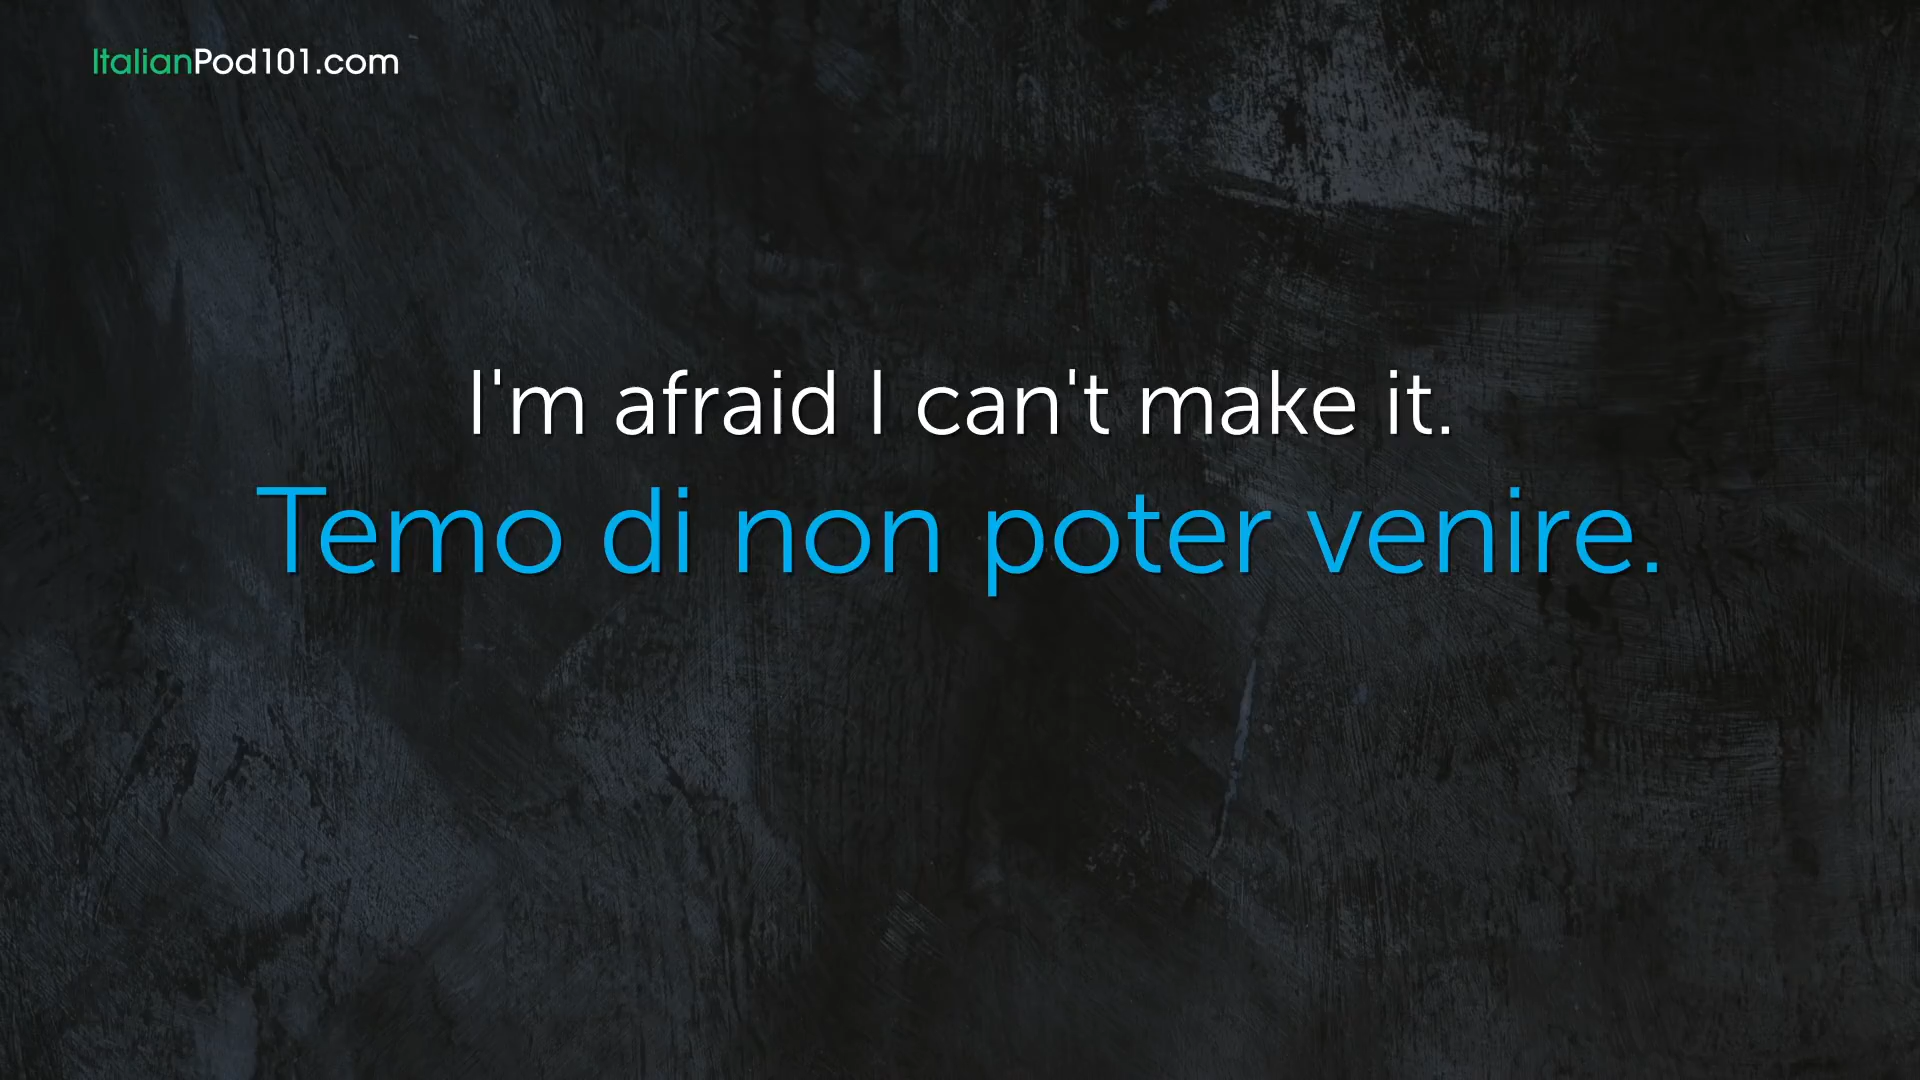 ItalianPod101.com
I'm afraid I can't make it.
Temo di non poter venire.